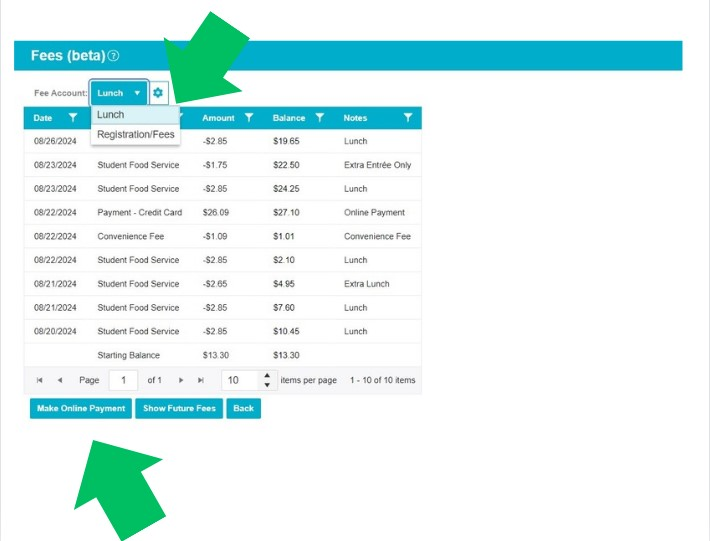 Fees (beta)
Fee Account: Lunch
Lunch
Registration/Fees
Date Amount Balance Notes
08/26/2024 -$2.85 $19.65 Lunch
08/23/2024 Student Food Service -$1.75 $22.50 Extra Entrée Only
08/23/2024 Student Food Service -$2.85 $24.25 Lunch
08/22/2024 Payment - Credit Card $26.09 $27.10 Online Payment
08/22/2024 Convenience Fee -$1.09 $1.01 Convenience Fee
08/22/2024 Student Food Service -$2.85 $2.10 Lunch
08/21/2024 Student Food Service -$2.65 $4.95 Extra Lunch
08/21/2024 Student Food Service -$2.85 $7.60 Lunch
08/20/2024 Student Food Service -$2.85 $10.45 Lunch
Starting Balance $13.30 $13.30
Page 1 of 1 10 items per page 1 - 10 of 10 items
Make Online Payment Show Future Fees Back